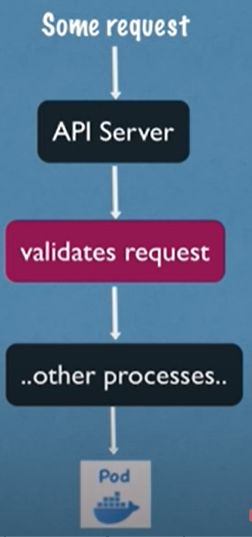 Some request
API Server
validates request
..other processes..
Pod